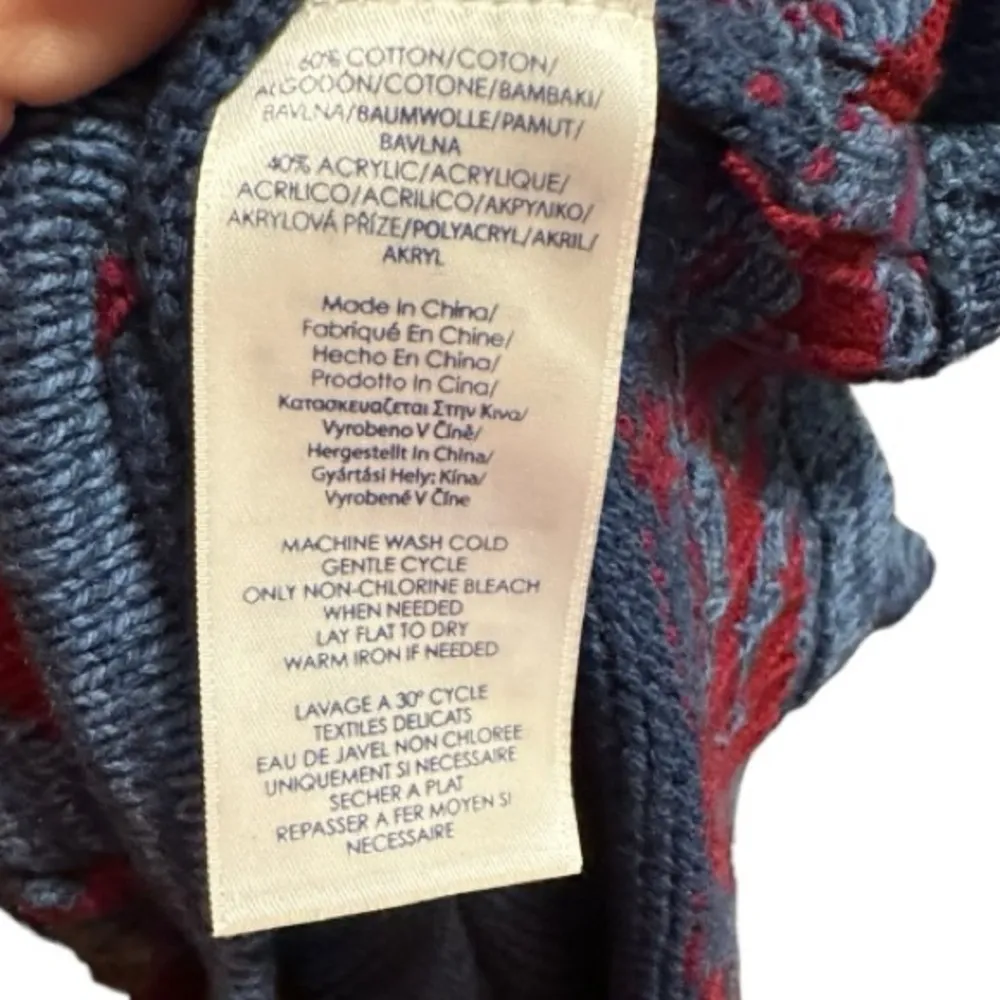 60% COTTON/COTON/
ALGODÓN/COTONE/BAMBAKI/
BAVLNA/BAUMWOLLE/PAMUT/
BAVLNA
40% ACRYLIC/ACRYLIQUE/
ACRILICO/ACRILICO/ΑΚΡΥΛΙΚΟ/
AKRYLOVÁ PŘÍZE/POLYACRYL/AKRIL/
AKRYL
Made In China/
Fabriqué En Chine/
Hecho En China/
Prodotto In Cina/
Κατασκευαζεται Στην Κινα/
Vyrobeno V Číně/
Hergestellt In China/
Gyártási Hely: Kína/
Vyrobené V Číne
MACHINE WASH COLD
GENTLE CYCLE
ONLY NON-CHLORINE BLEACH
WHEN NEEDED
LAY FLAT TO DRY
WARM IRON IF NEEDED
LAVAGE A 30° CYCLE
TEXTILES DELICATS
EAU DE JAVEL NON CHLOREE
UNIQUEMENT SI NECESSAIRE
SECHER A PLAT
REPASSER A FER MOYEN SI
NECESSAIRE